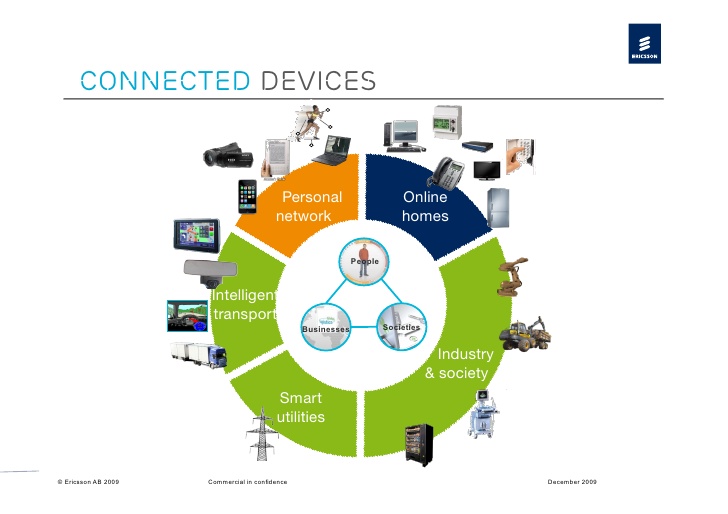 ERICSSON
CONNECTED DEVICES
Personal
network
Online
homes
People
Intelligent
transport
Businesses
Societies
Industry
& society
Smart
utilities
© Ericsson AB 2009
Commercial in confidence
December 2009